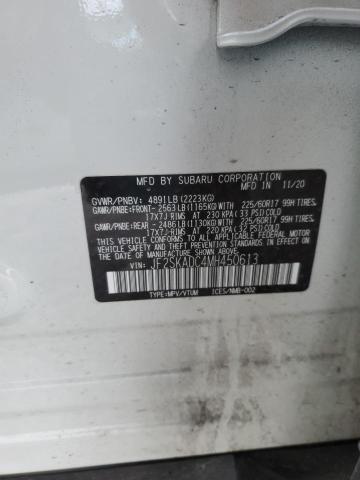 MFD BY SUBARU CORPORATION
MFD IN 11/20
GVWR/PNBV: 4891LB(2223KG)
GAWR/PNBE:FRONT- 2563LB(1165KG)WITH 225/60R17 99H TIRES,
17X7J RIMS AT 230 KPA(33 PSI)COLD
GAWR/PNBE:REAR -2486LB(1130KG)WITH 225/60R17 99H TIRES,
17X7J RIMS AT 220 KPA(32 PSI)COLD
THIS VEHICLE CONFORMS TO ALL APPLICABLE
FEDERAL MOTOR VEHICLE SAFETY, BUMPER, AND THEFT PREVENTION STANDARDS
IN EFFECT ON THE DATE OF MANUFACTURE SHOWN ABOVE.
VIN: JF2SKADC4MH450613
TYPE:MPV/VTUM ICES/NMB-002